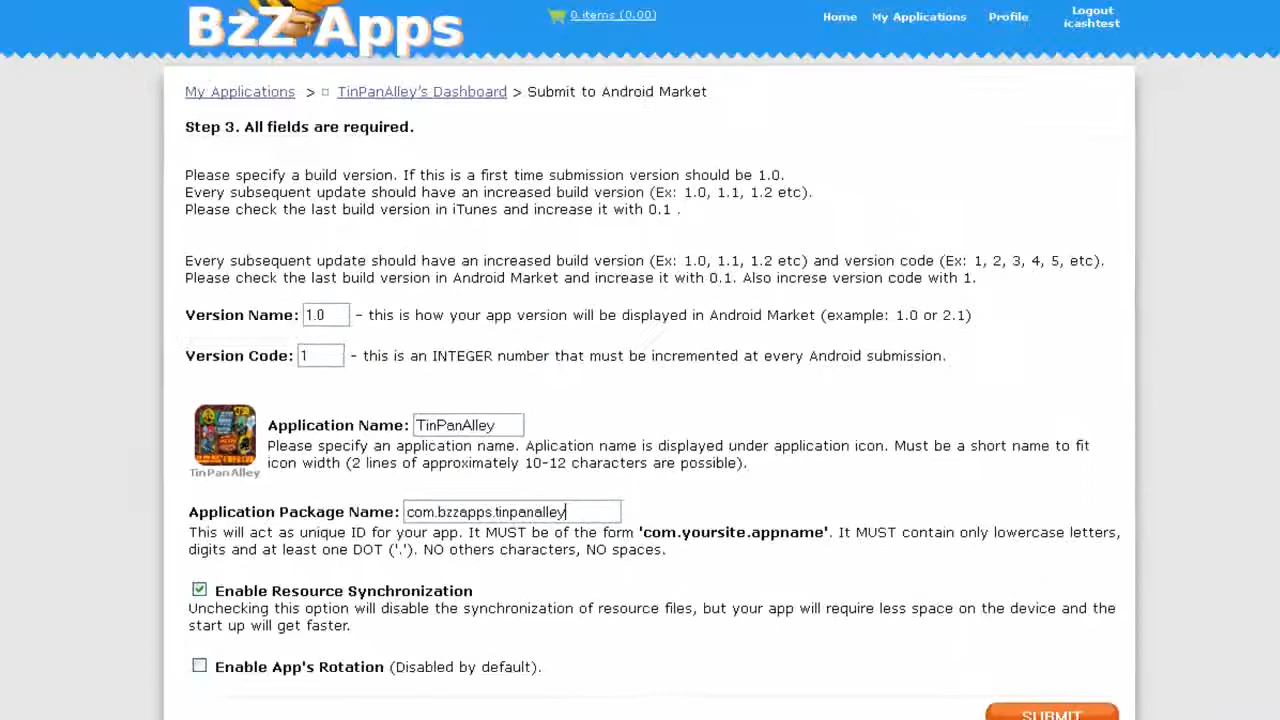 BzZ Apps
0 items (0.00)
Home My Applications Profile Logout
icashtest
My Applications > TinPanAlley's Dashboard > Submit to Android Market
Step 3. All fields are required.
Please specify a build version. If this is a first time submission version should be 1.0.
Every subsequent update should have an increased build version (Ex: 1.0, 1.1, 1.2 etc).
Please check the last build version in iTunes and increase it with 0.1 .
Every subsequent update should have an increased build version (Ex: 1.0, 1.1, 1.2 etc) and version code (Ex: 1, 2, 3, 4, 5, etc).
Please check the last build version in Android Market and increase it with 0.1. Also increse version code with 1.
Version Name: 1.0 - this is how your app version will be displayed in Android Market (example: 1.0 or 2.1)
Version Code: 1 - this is an INTEGER number that must be incremented at every Android submission.
TinPanAlley
Application Name: TinPanAlley
Please specify an application name. Aplication name is displayed under application icon. Must be a short name to fit
icon width (2 lines of approximately 10-12 characters are possible).
Application Package Name: com.bzzapps.tinpanalley
This will act as unique ID for your app. It MUST be of the form 'com.yoursite.appname'. It MUST contain only lowercase letters,
digits and at least one DOT ('.'). NO others characters, NO spaces.
Enable Resource Synchronization
Unchecking this option will disable the synchronization of resource files, but your app will require less space on the device and the
start up will get faster.
Enable App's Rotation (Disabled by default).
SUBMIT